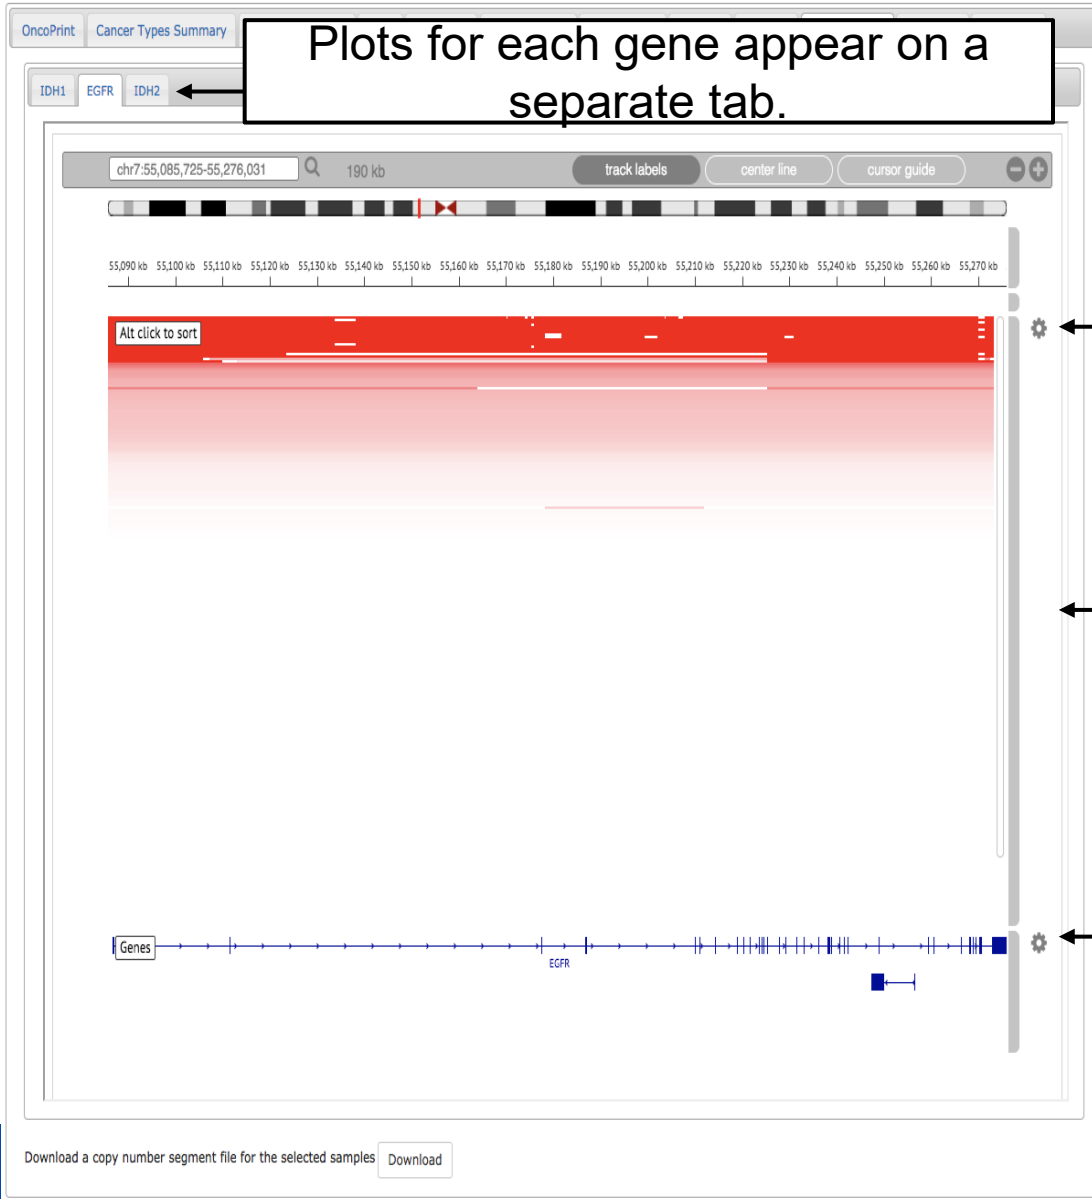 OncoPrint Cancer Types Summary
Plots for each gene appear on a
separate tab.
IDH1 EGFR IDH2
chr7:55,085,725-55,276,031 190 kb track labels center line cursor guide
55,090 kb 55,100 kb 55,110 kb 55,120 kb 55,130 kb 55,140 kb 55,150 kb 55,160 kb 55,170 kb 55,180 kb 55,190 kb 55,200 kb 55,210 kb 55,220 kb 55,230 kb 55,240 kb 55,250 kb 55,260 kb 55,270 kb
Alt click to sort
Genes
EGFR
Download a copy number segment file for the selected samples Download